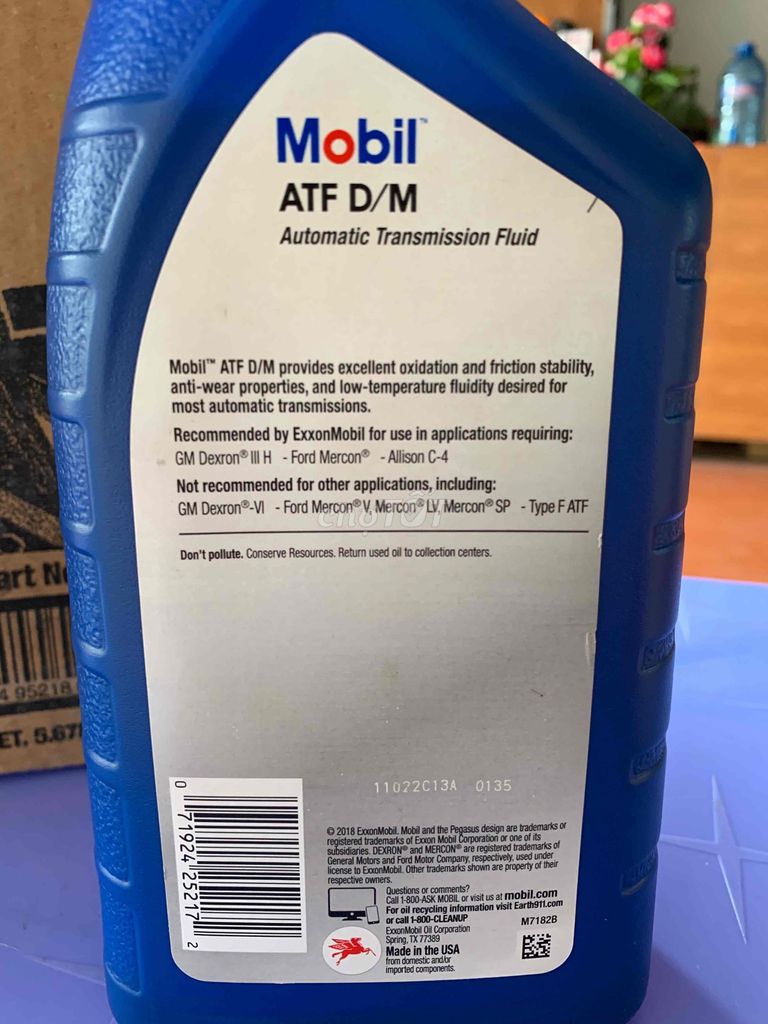 Mobil™
ATF D/M
Automatic Transmission Fluid
Mobil™ ATF D/M provides excellent oxidation and friction stability,
anti-wear properties, and low-temperature fluidity desired for
most automatic transmissions.
Recommended by ExxonMobil for use in applications requiring:
GM Dexron® III H - Ford Mercon® - Allison C-4
Not recommended for other applications, including:
GM Dexron®-VI - Ford Mercon® V, Mercon® LV, Mercon® SP - Type F ATF
chợTỐT
Don't pollute. Conserve Resources. Return used oil to collection centers.
art N
4 95218
ET, 5.67
11022C13A 0135
0 71924 25217 2
© 2018 ExxonMobil. Mobil and the Pegasus design are trademarks or
registered trademarks of Exxon Mobil Corporation or one of its
subsidiaries. DEXRON® and MERCON® are registered trademarks of
General Motors and Ford Motor Company, respectively, used under
license to ExxonMobil. Other trademarks shown are property of their
respective owners.
Questions or comments?
Call 1-800-ASK MOBIL or visit us at mobil.com
For oil recycling information visit Earth911.com
or call 1-800-CLEANUP
ExxonMobil Oil Corporation
Spring, TX 77389
M7182B
Made in the USA
from domestic and/or
imported components.